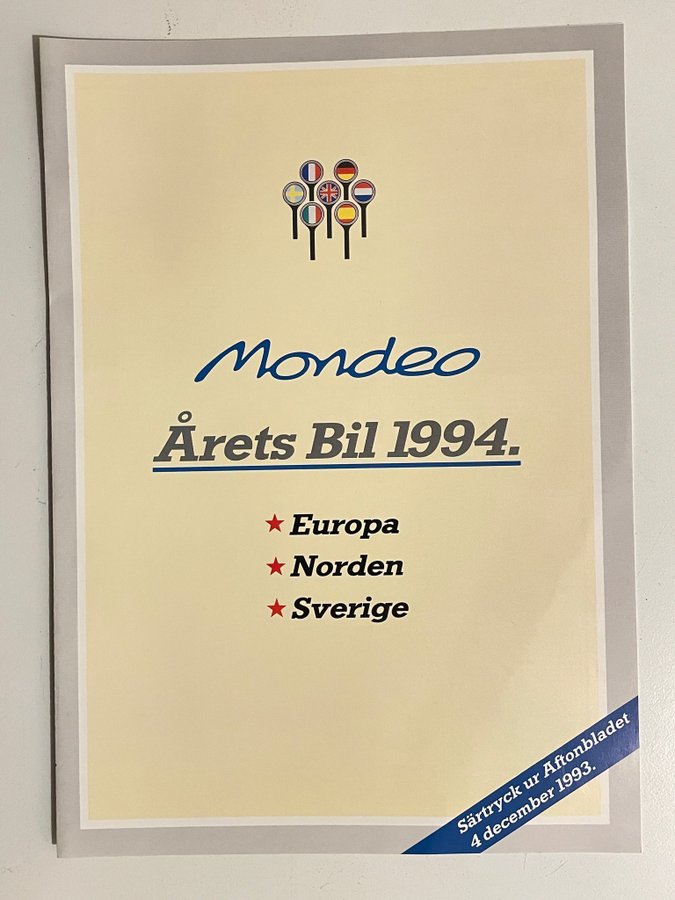 Mondeo
Årets Bil 1994.
Europa
Norden
Sverige
Särtryck ur Aftonbladet
4 december 1993.